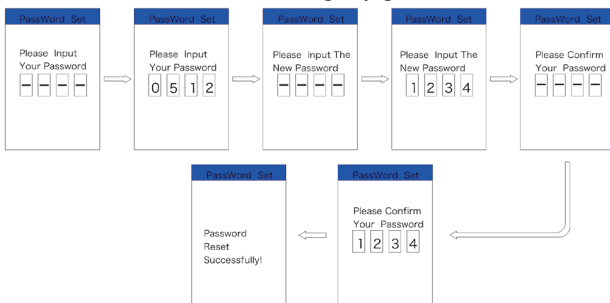 PassWord Set
Please Input
Your Password
– – – –
PassWord Set
Please Input
Your Password
0 5 1 2
PassWord Set
Please Input The
New Password
– – – –
PassWord Set
Please Input The
New Password
1 2 3 4
PassWord Set
Please Confirm
Your Password
– – – –
PassWord Set
Please Confirm
Your Password
1 2 3 4
PassWord Set
Password
Reset
Successfully!